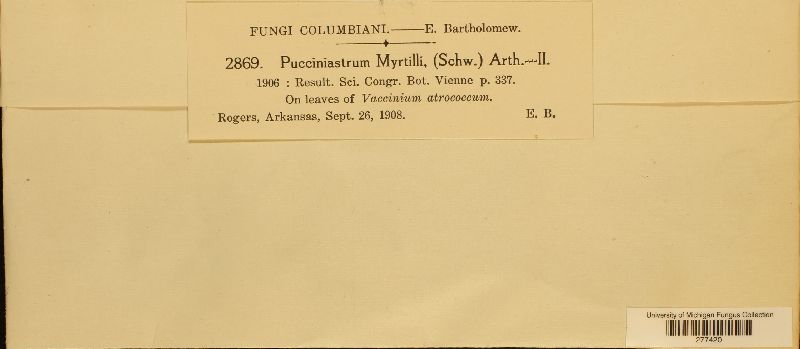 FUNGI COLUMBIANI.——E. Bartholomew.
2869. Pucciniastrum Myrtilli, (Schw.) Arth.—II.
1906 : Result. Sci. Congr. Bot. Vienne p. 337.
On leaves of Vaccinium atrococcum.
Rogers, Arkansas, Sept. 26, 1908. E. B.
University of Michigan Fungus Collection
277429